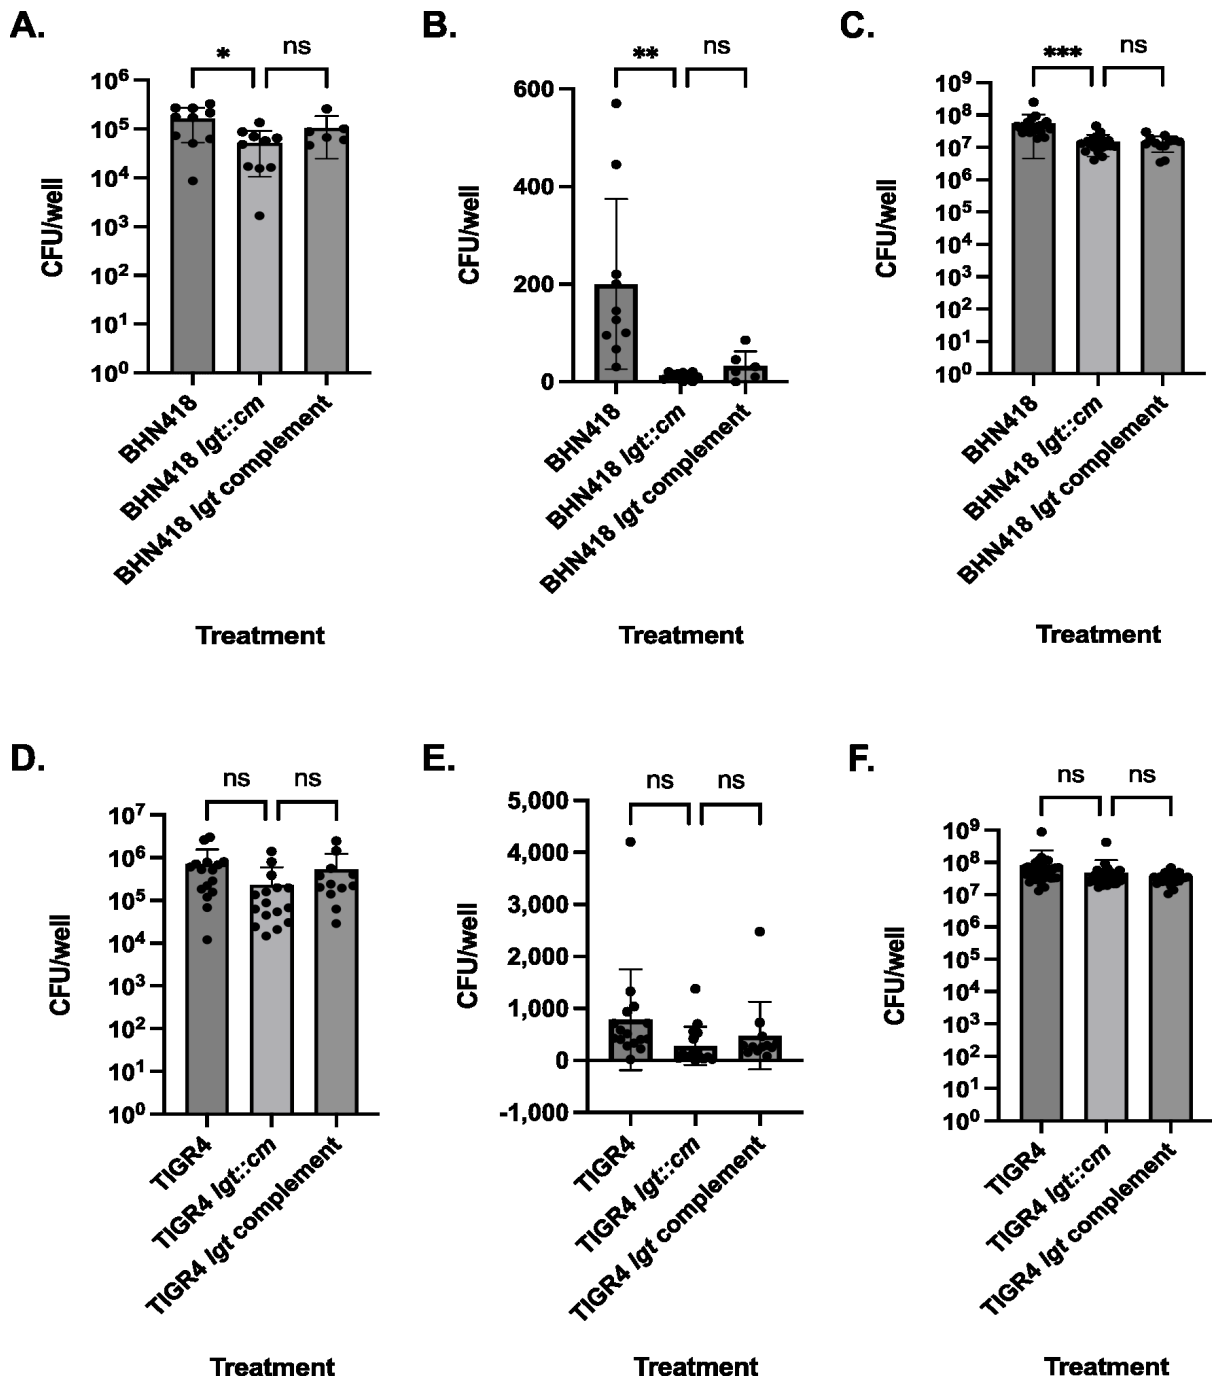 A.
* ns
10⁶
10⁵
10⁴
10³
10²
10¹
10⁰
CFU/well
BHN418
BHN418 lgt::cm
BHN418 lgt complement
Treatment
B.
** ns
600
400
200
0
CFU/well
BHN418
BHN418 lgt::cm
BHN418 lgt complement
Treatment
C.
*** ns
10⁹
10⁸
10⁷
10⁶
10⁵
10⁴
10³
10²
10¹
10⁰
CFU/well
BHN418
BHN418 lgt::cm
BHN418 lgt complement
Treatment
D.
ns ns
10⁷
10⁶
10⁵
10⁴
10³
10²
10¹
10⁰
CFU/well
TIGR4
TIGR4 lgt::cm
TIGR4 lgt complement
Treatment
E.
ns ns
5,000
4,000
3,000
2,000
1,000
0
-1,000
CFU/well
TIGR4
TIGR4 lgt::cm
TIGR4 lgt complement
Treatment
F.
ns ns
10⁹
10⁸
10⁷
10⁶
10⁵
10⁴
10³
10²
10¹
10⁰
CFU/well
TIGR4
TIGR4 lgt::cm
TIGR4 lgt complement
Treatment